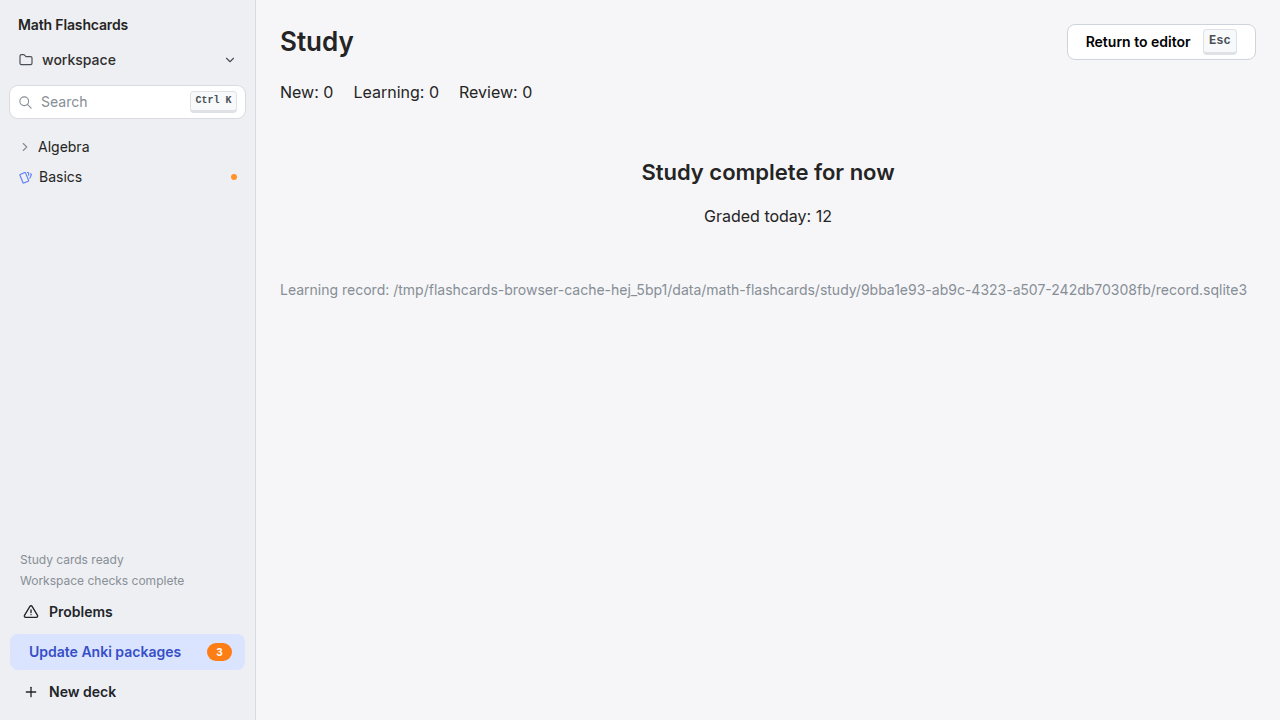 Math Flashcards
workspace
Search Ctrl K
Algebra
Basics
Study cards ready
Workspace checks complete
Problems
Update Anki packages 3
New deck
Study
Return to editor Esc
New: 0 Learning: 0 Review: 0
Study complete for now
Graded today: 12
Learning record: /tmp/flashcards-browser-cache-hej_5bp1/data/math-flashcards/study/9bba1e93-ab9c-4323-a507-242db70308fb/record.sqlite3